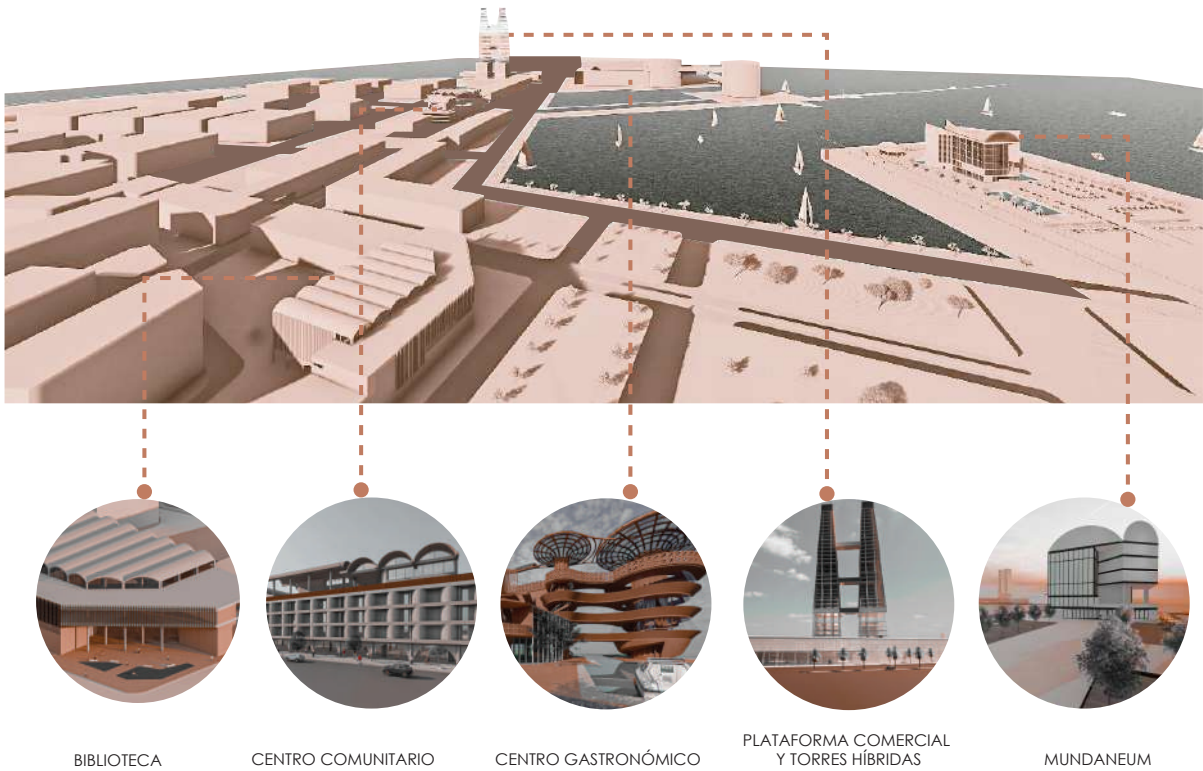 BIBLIOTECA
CENTRO COMUNITARIO
CENTRO GASTRONÓMICO
PLATAFORMA COMERCIAL
Y TORRES HÍBRIDAS
MUNDANEUM